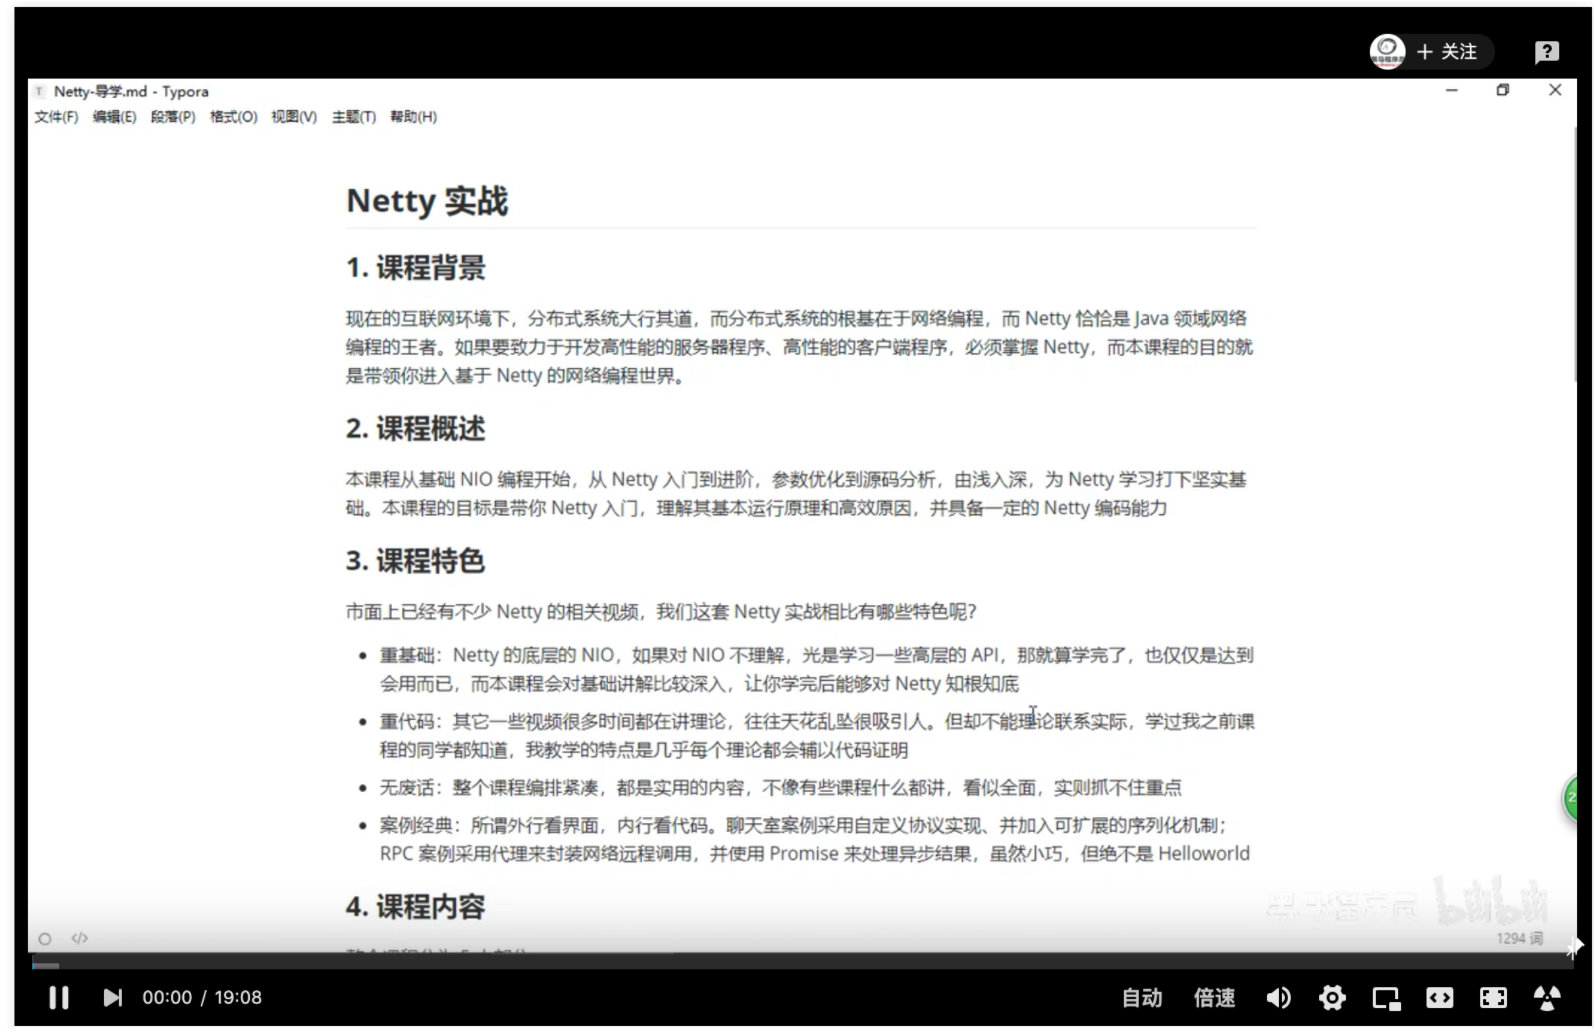 + 关注
Netty-导学.md - Typora
文件(F) 编辑(E) 段落(P) 格式(O) 视图(V) 主题(T) 帮助(H)
Netty 实战
1. 课程背景
现在的互联网环境下，分布式系统大行其道，而分布式系统的根基在于网络编程，而 Netty 恰恰是 Java 领域网络
编程的王者。如果要致力于开发高性能的服务器程序、高性能的客户端程序，必须掌握 Netty，而本课程的目的就
是带领你进入基于 Netty 的网络编程世界。
2. 课程概述
本课程从基础 NIO 编程开始，从 Netty 入门到进阶，参数优化到源码分析，由浅入深，为 Netty 学习打下坚实基
础。本课程的目标是带你 Netty 入门，理解其基本运行原理和高效原因，并具备一定的 Netty 编码能力
3. 课程特色
市面上已经有不少 Netty 的相关视频，我们这套 Netty 实战相比有哪些特色呢？
• 重基础：Netty 的底层的 NIO，如果对 NIO 不理解，光是学习一些高层的 API，那就算学完了，也仅仅是达到
会用而已，而本课程会对基础讲解比较深入，让你学完后能够对 Netty 知根知底
• 重代码：其它一些视频很多时间都在讲理论，往往天花乱坠很吸引人。但却不能理论联系实际，学过我之前课
程的同学都知道，我教学的特点是几乎每个理论都会辅以代码证明
• 无废话：整个课程编排紧凑，都是实用的内容，不像有些课程什么都讲，看似全面，实则抓不住重点
• 案例经典：所谓外行看界面，内行看代码。聊天室案例采用自定义协议实现、并加入可扩展的序列化机制；
RPC 案例采用代理来封装网络远程调用，并使用 Promise 来处理异步结果，虽然小巧，但绝不是 Helloworld
4. 课程内容
黑马程序员 bilibili
1294 词
00:00 / 19:08
自动 倍速